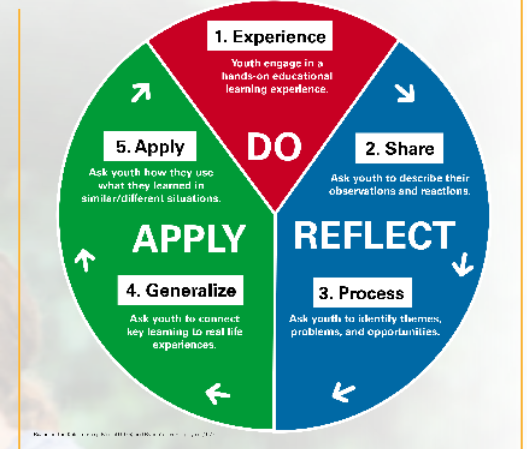 1. Experience
Youth engage in a
hands-on educational
learning experience.
DO
2. Share
Ask youth to describe their
observations and reactions.
REFLECT
3. Process
Ask youth to identify themes,
problems, and opportunities.
4. Generalize
Ask youth to connect
key learning to real life
experiences.
APPLY
5. Apply
Ask youth how they use
what they learned in
similar/different situations.